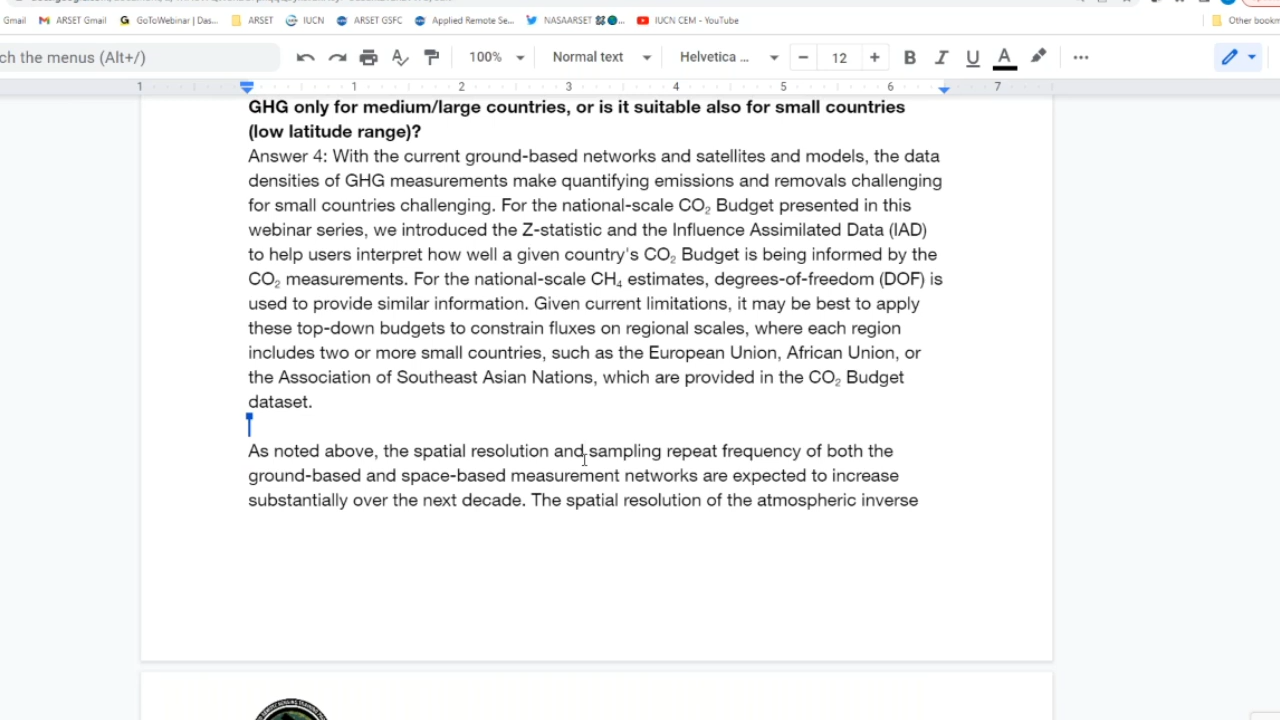 Gmail ARSET Gmail GoToWebinar | Das... ARSET IUCN ARSET GSFC Applied Remote Se... NASAARSET IUCN CEM - YouTube Other bookm
ch the menus (Alt+/) 100% Normal text Helvetica ... 12 B I U A
1 1 2 3 4 5 6 7
GHG only for medium/large countries, or is it suitable also for small countries
(low latitude range)?
Answer 4: With the current ground-based networks and satellites and models, the data
densities of GHG measurements make quantifying emissions and removals challenging
for small countries challenging. For the national-scale CO₂ Budget presented in this
webinar series, we introduced the Z-statistic and the Influence Assimilated Data (IAD)
to help users interpret how well a given country's CO₂ Budget is being informed by the
CO₂ measurements. For the national-scale CH₄ estimates, degrees-of-freedom (DOF) is
used to provide similar information. Given current limitations, it may be best to apply
these top-down budgets to constrain fluxes on regional scales, where each region
includes two or more small countries, such as the European Union, African Union, or
the Association of Southeast Asian Nations, which are provided in the CO₂ Budget
dataset.
As noted above, the spatial resolution and sampling repeat frequency of both the
ground-based and space-based measurement networks are expected to increase
substantially over the next decade. The spatial resolution of the atmospheric inverse